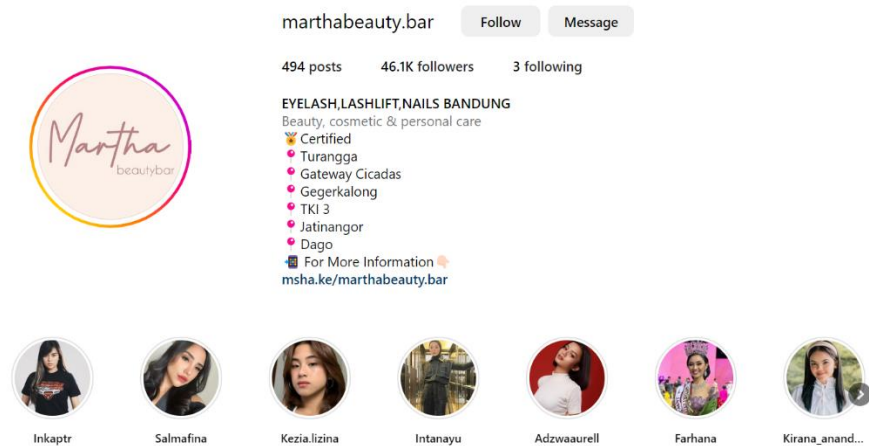 marthabeauty.bar Follow Message
494 posts 46.1K followers 3 following
Martha
beautybar
EYELASH,LASHLIFT,NAILS BANDUNG
Beauty, cosmetic & personal care
Certified
Turangga
Gateway Cicadas
Gegerkalong
TKI 3
Jatinangor
Dago
For More Information
msha.ke/marthabeauty.bar
Inkaptr Salmafina Kezia.lizina Intanayu Adzwaaurell Farhana Kirana_anand...